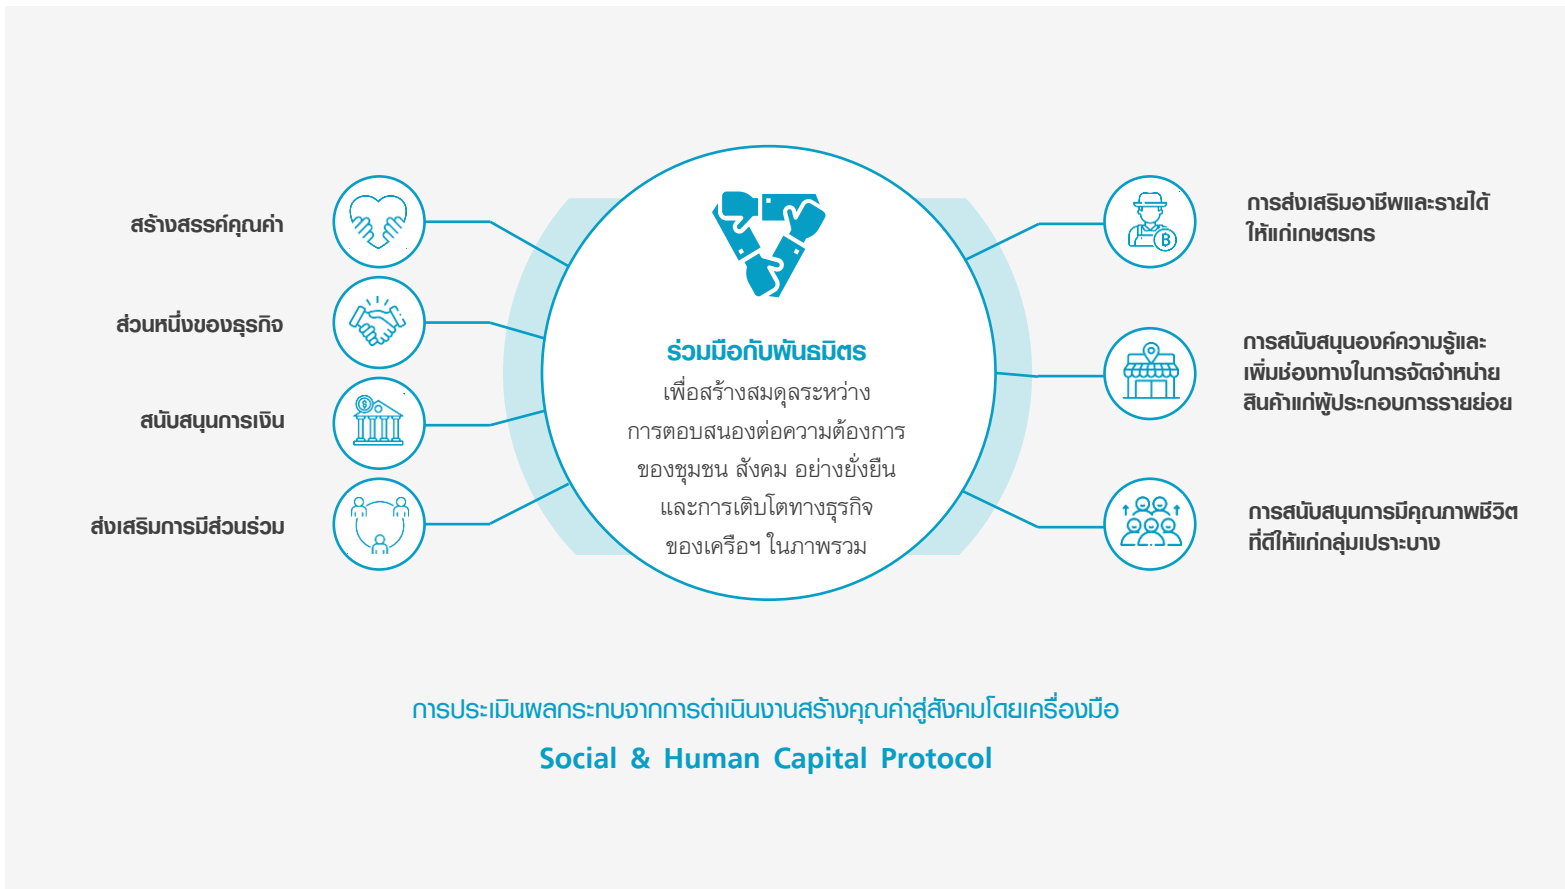 สร้างสรรค์คุณค่า
ส่วนหนึ่งของธุรกิจ
สนับสนุนการเงิน
ส่งเสริมการมีส่วนร่วม
ร่วมมือกับพันธมิตร
เพื่อสร้างสมดุลระหว่าง
การตอบสนองต่อความต้องการ
ของชุมชน สังคม อย่างยั่งยืน
และการเติบโตทางธุรกิจ
ของเครือฯ ในภาพรวม
การส่งเสริมอาชีพและรายได้
ให้แก่เกษตรกร
การสนับสนุนองค์ความรู้และ
เพิ่มช่องทางในการจัดจำหน่าย
สินค้าแก่ผู้ประกอบการรายย่อย
การสนับสนุนการมีคุณภาพชีวิต
ที่ดีให้แก่กลุ่มเปราะบาง
การประเมินผลกระทบจากการดำเนินงานสร้างคุณค่าสู่สังคมโดยเครื่องมือ
Social & Human Capital Protocol